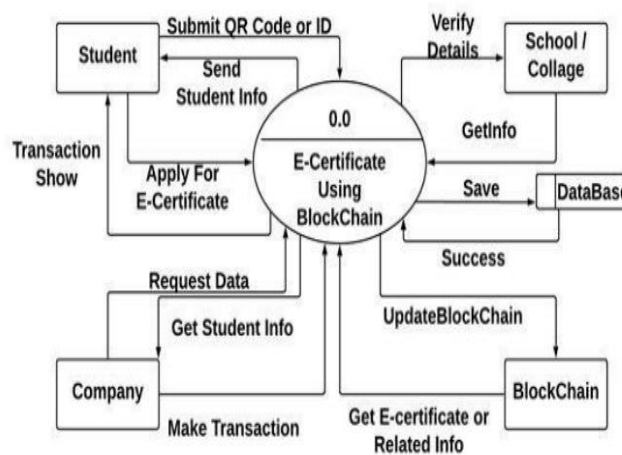 Submit QR Code or ID
Student
Send
Student Info
Verify
Details
School /
Collage
0.0
E-Certificate
Using
BlockChain
GetInfo
Transaction
Show
Apply For
E-Certificate
Save
DataBase
Success
Request Data
Get Student Info
UpdateBlockChain
Company
Make Transaction
BlockChain
Get E-certificate or
Related Info